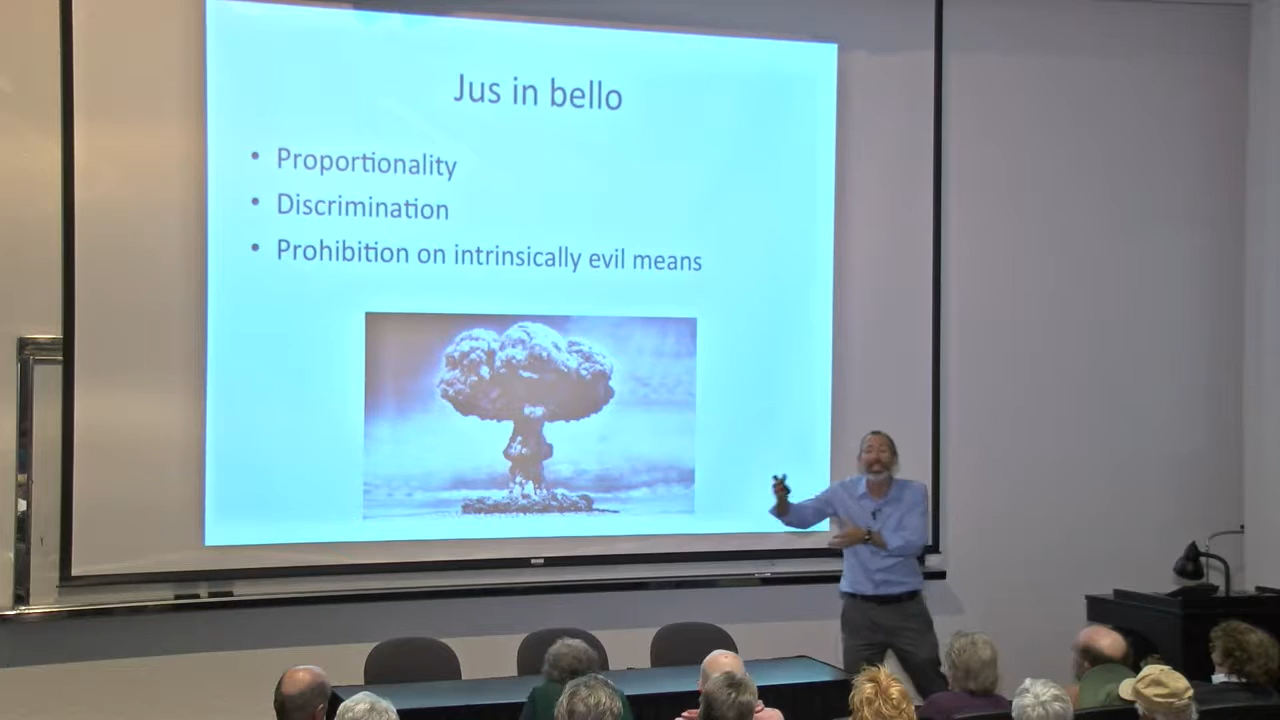 Jus in bello
• Proportionality
• Discrimination
• Prohibition on intrinsically evil means